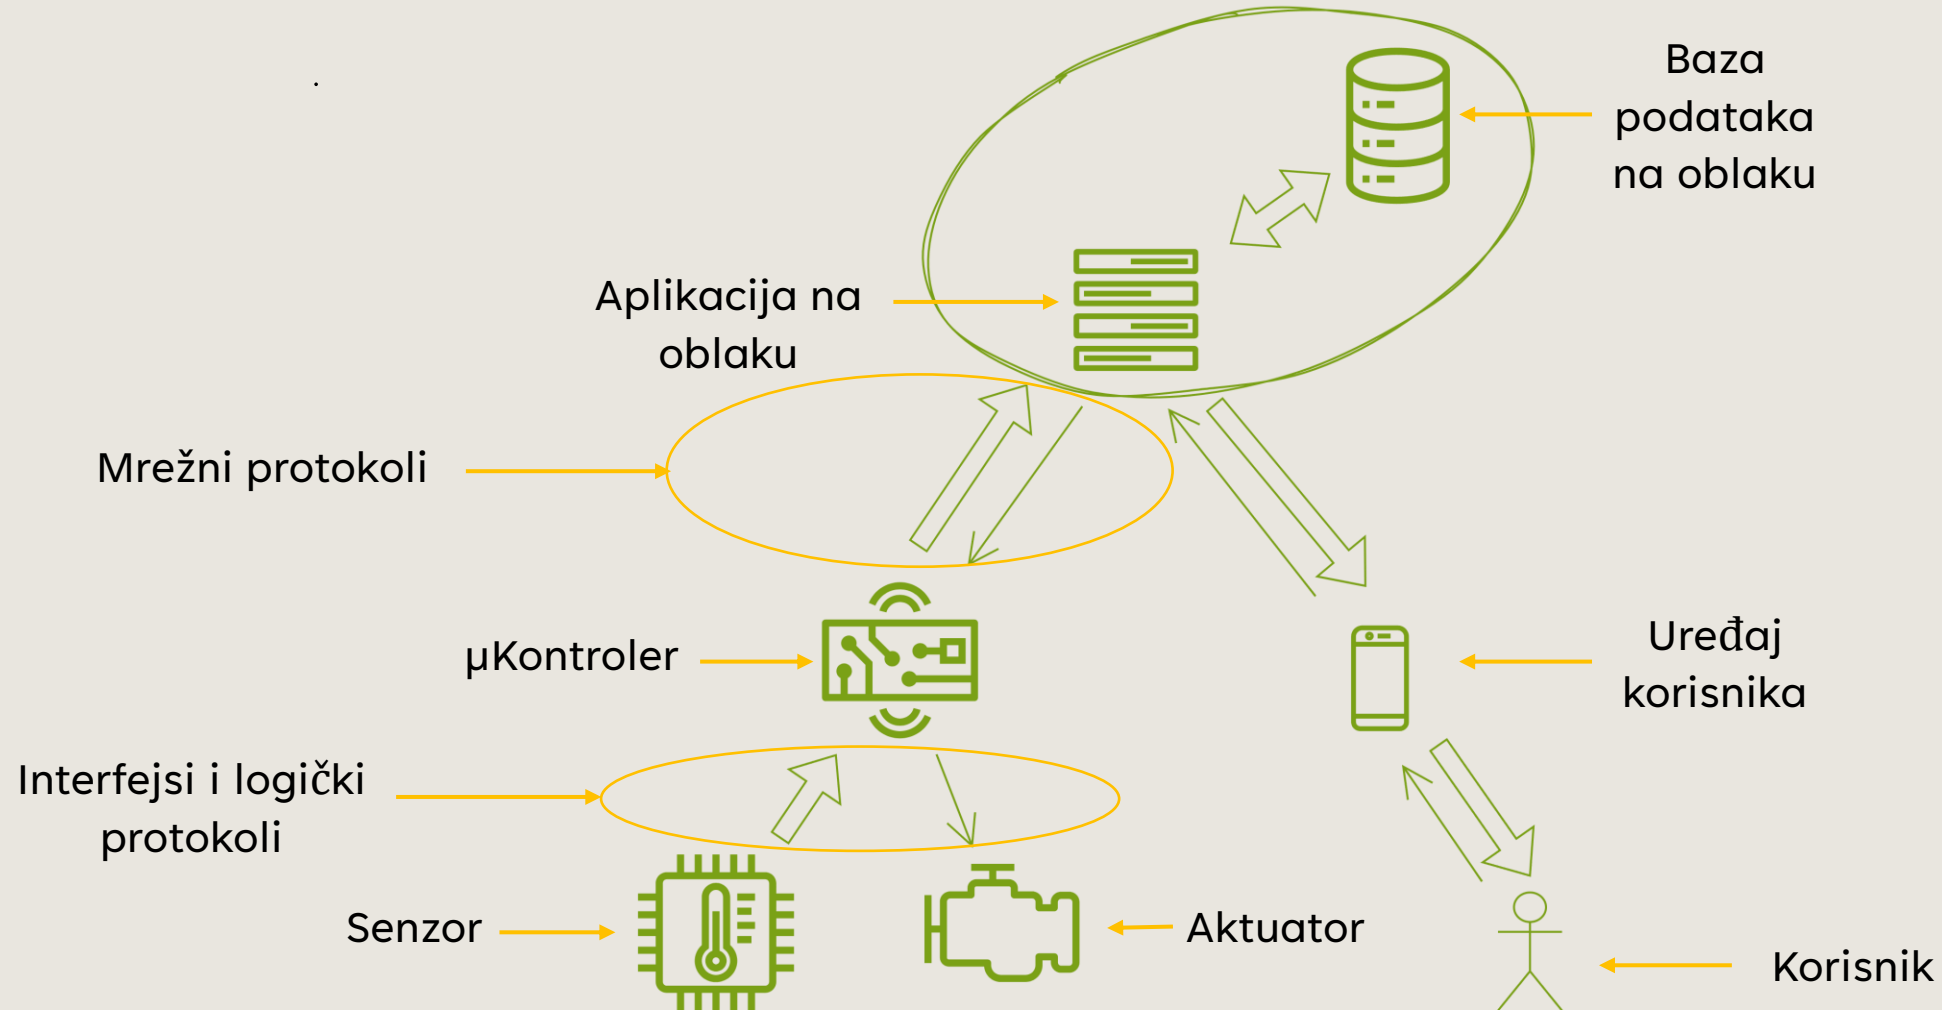 Baza
podataka
na oblaku
Aplikacija na
oblaku
Mrežni protokoli
µKontroler
Uređaj
korisnika
Interfejsi i logički
protokoli
Senzor
Aktuator
Korisnik